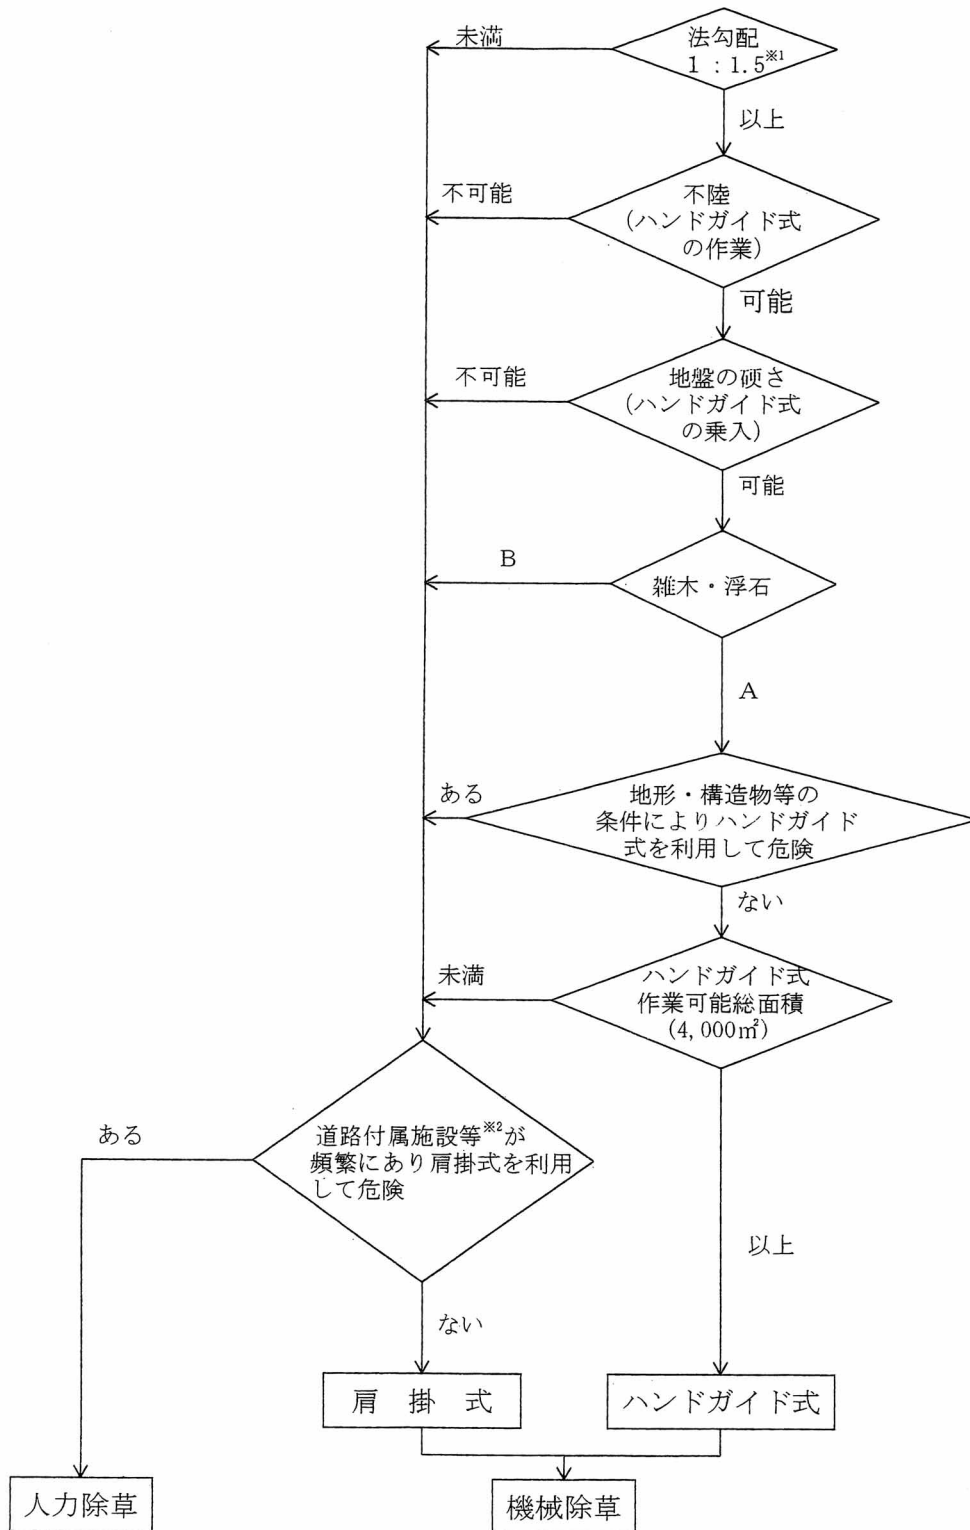 法勾配
1:1.5※1
未満
以上
不陸
(ハンドガイド式
の作業)
不可能
可能
地盤の硬さ
(ハンドガイド式
の乗入)
不可能
可能
雑木・浮石
B
A
地形・構造物等の
条件によりハンドガイド
式を利用して危険
ある
ない
ハンドガイド式
作業可能総面積
(4,000㎡)
未満
以上
道路付属施設等※2が
頻繁にあり肩掛式を利用
して危険
ある
ない
肩 掛 式
ハンドガイド式
人力除草
機械除草